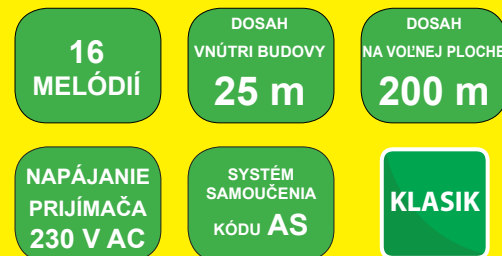 16
MELÓDIÍ
DOSAH
VNÚTRI BUDOVY
25 m
DOSAH
NA VOĽNEJ PLOCHE
200 m
NAPÁJANIE
PRIJÍMAČA
230 V AC
SYSTÉM
SAMOUČENIA
KÓDU AS
KLASIK